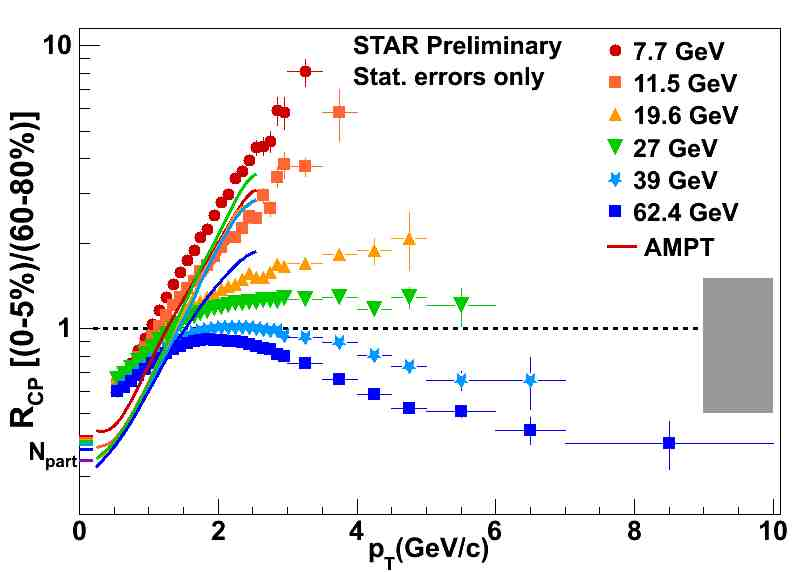 10
STAR Preliminary
Stat. errors only
7.7 GeV
11.5 GeV
19.6 GeV
27 GeV
39 GeV
62.4 GeV
AMPT
1
R_CP [(0-5%)/(60-80%)]
N_part
0 2 4 6 8 10
p_T(GeV/c)